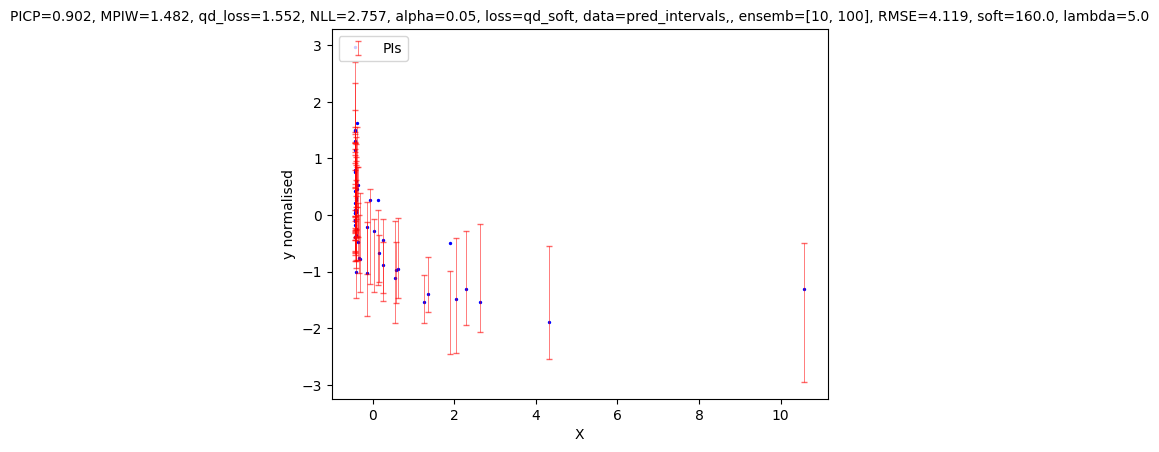 PICP=0.902, MPIW=1.482, qd_loss=1.552, NLL=2.757, alpha=0.05, loss=qd_soft, data=pred_intervals,, ensemb=[10, 100], RMSE=4.119, soft=160.0, lambda=5.0
PIs
3
2
1
0
−1
−2
−3
y normalised
0 2 4 6 8 10
X